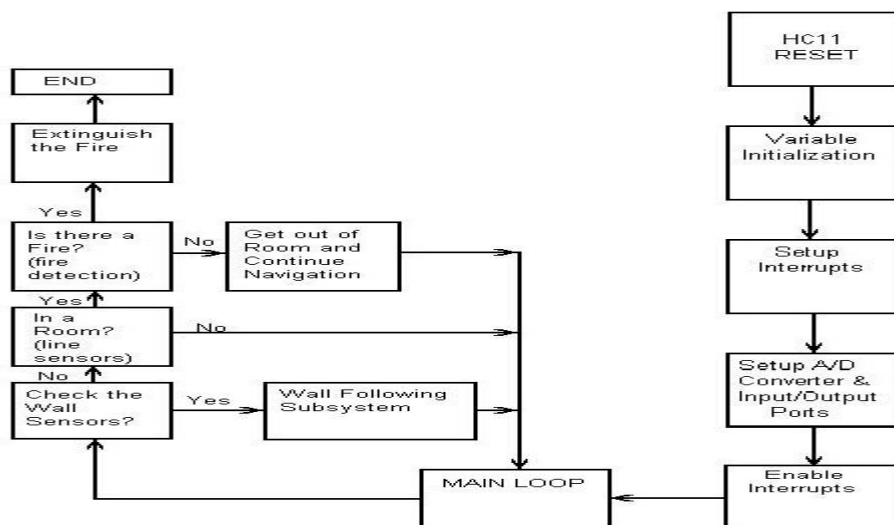 HC11
RESET
END
Extinguish
the Fire
Variable
Initialization
Yes
Is there a
Fire?
(fire
detection)
No
Get out of
Room and
Continue
Navigation
Setup
Interrupts
Yes
In a
Room?
(line
sensors)
No
No
Check the
Wall
Sensors?
Yes
Wall Following
Subsystem
Setup A/D
Converter &
Input/Output
Ports
MAIN LOOP
Enable
Interrupts